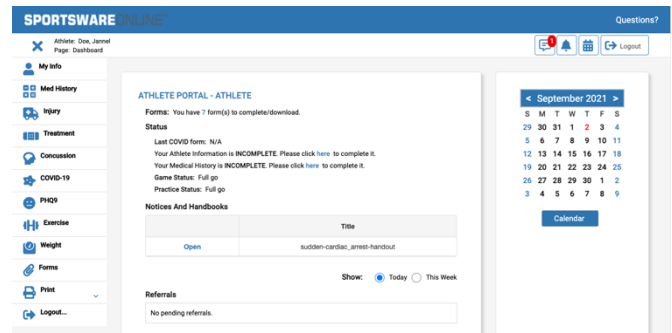 SPORTSWAREONLINE
Questions?
Athlete: Doe, Jannel
Page: Dashboard
1
Logout
My Info
Med History
Injury
Treatment
Concussion
COVID-19
PHQ9
Exercise
Weight
Forms
Print
Logout...
ATHLETE PORTAL - ATHLETE
Forms: You have 7 form(s) to complete/download.
Status
Last COVID form: N/A
Your Athlete Information is INCOMPLETE. Please click here to complete it.
Your Medical History is INCOMPLETE. Please click here to complete it.
Game Status: Full go
Practice Status: Full go
Notices And Handbooks
Title
Open sudden-cardiac_arrest-handout
Show: Today This Week
Referrals
No pending referrals.
< September 2021 >
S M T W T F S
29 30 31 1 2 3 4
5 6 7 8 9 10 11
12 13 14 15 16 17 18
19 20 21 22 23 24 25
26 27 28 29 30 1 2
3 4 5 6 7 8 9
Calendar